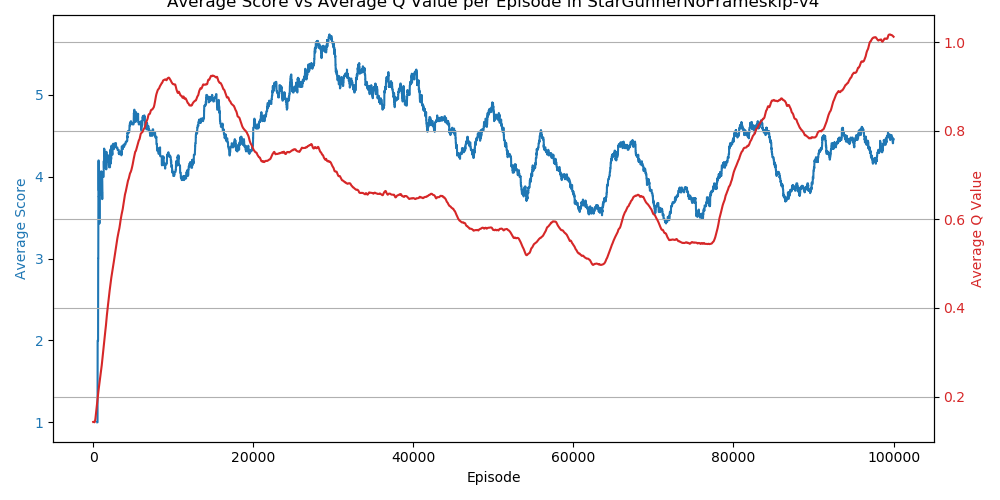 Average Score vs Average Q Value per Episode in StarGunnerNoFrameskip-v4
5
4
3
2
1
Average Score
1.0
0.8
0.6
0.4
0.2
Average Q Value
0 20000 40000 60000 80000 100000
Episode